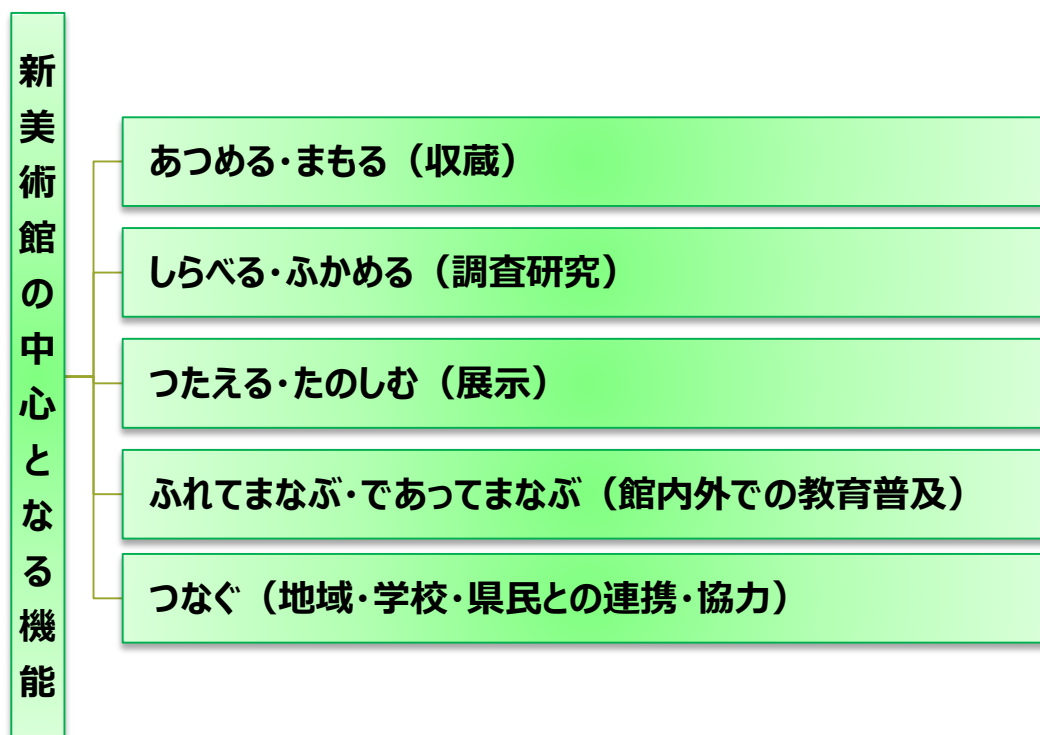 新美術館の中心となる機能
あつめる・まもる（収蔵）
しらべる・ふかめる（調査研究）
つたえる・たのしむ（展示）
ふれてまなぶ・であってまなぶ（館内外での教育普及）
つなぐ（地域・学校・県民との連携・協力）